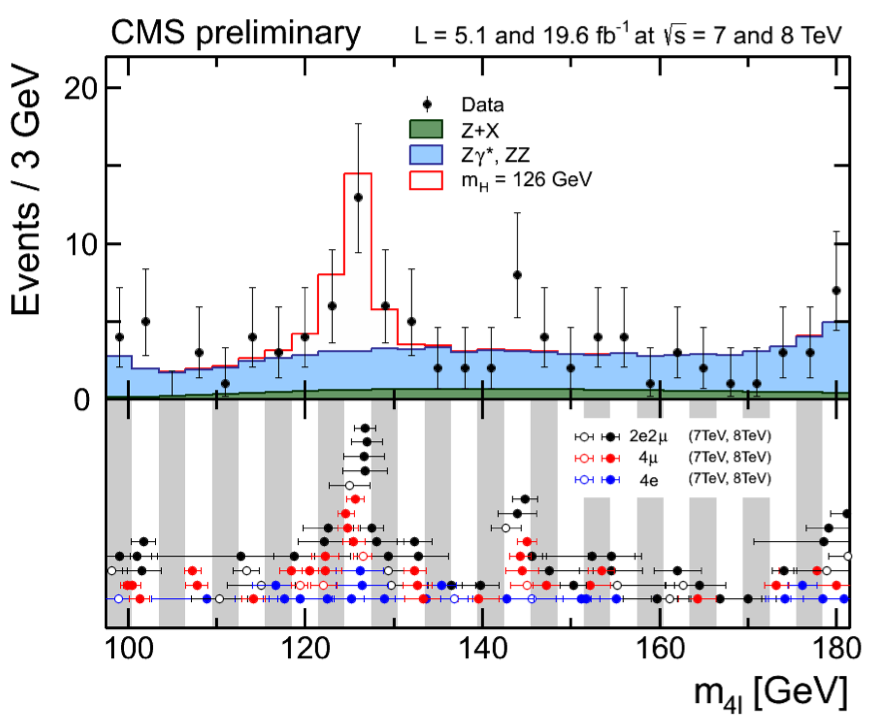 CMS preliminary
L = 5.1 and 19.6 fb⁻¹ at √s = 7 and 8 TeV
Events / 3 GeV
20
10
0
Data
Z+X
Zγ*, ZZ
m_H = 126 GeV
2e2μ (7TeV, 8TeV)
4μ (7TeV, 8TeV)
4e (7TeV, 8TeV)
100 120 140 160 180
m_4l [GeV]